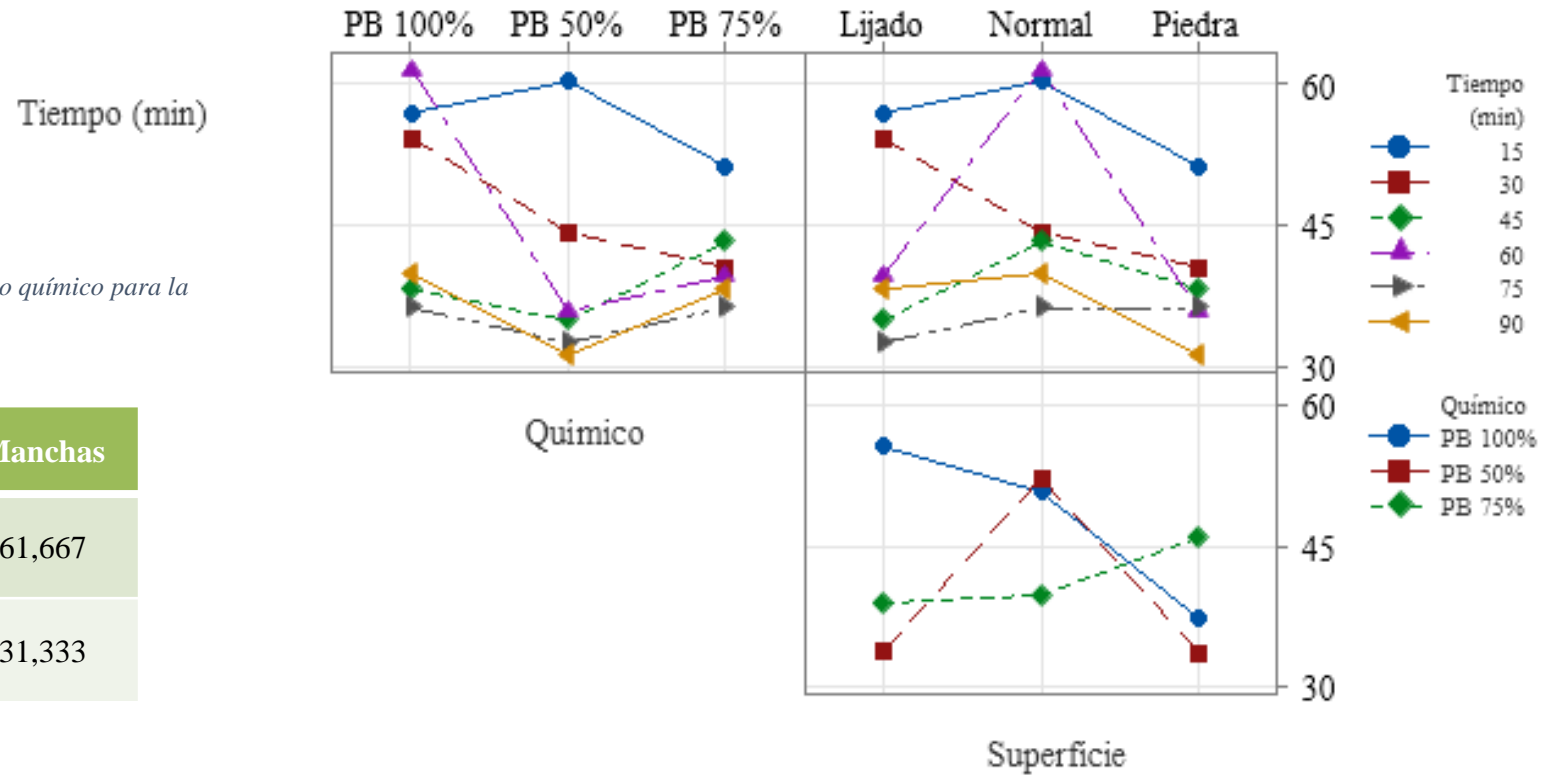 PB 100% PB 50% PB 75% Lijado Normal Piedra
Tiempo (min)
60
45
30
Tiempo
(min)
15
30
45
60
75
90
o químico para la
Manchas
61,667
31,333
Quimico
60
45
30
Químico
PB 100%
PB 50%
PB 75%
Superfície